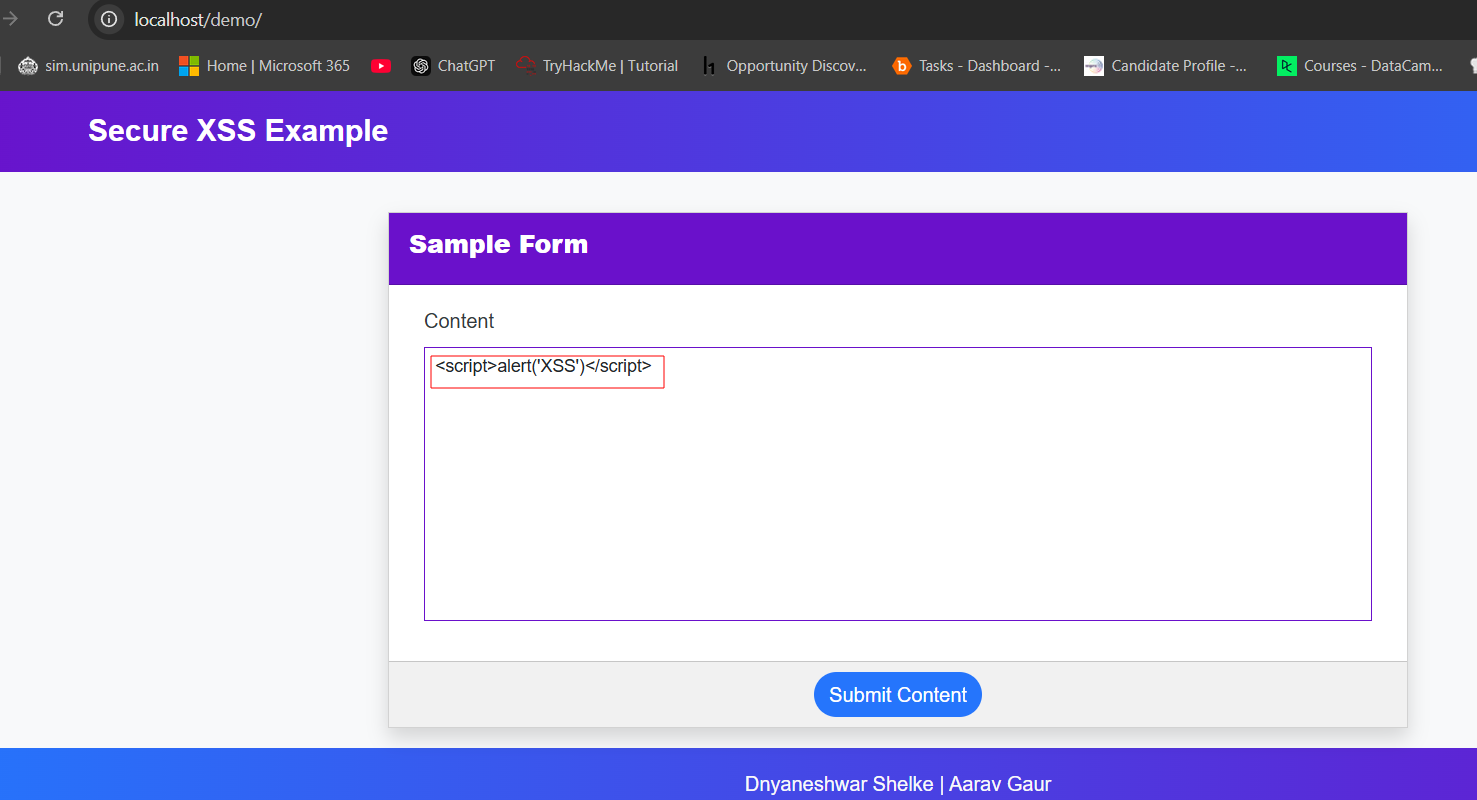 localhost/demo/
sim.unipune.ac.in Home | Microsoft 365 ChatGPT TryHackMe | Tutorial Opportunity Discov... Tasks - Dashboard -... Candidate Profile -... Courses - DataCam...
Secure XSS Example
Sample Form
Content
<script>alert('XSS')</script>
Submit Content
Dnyaneshwar Shelke | Aarav Gaur